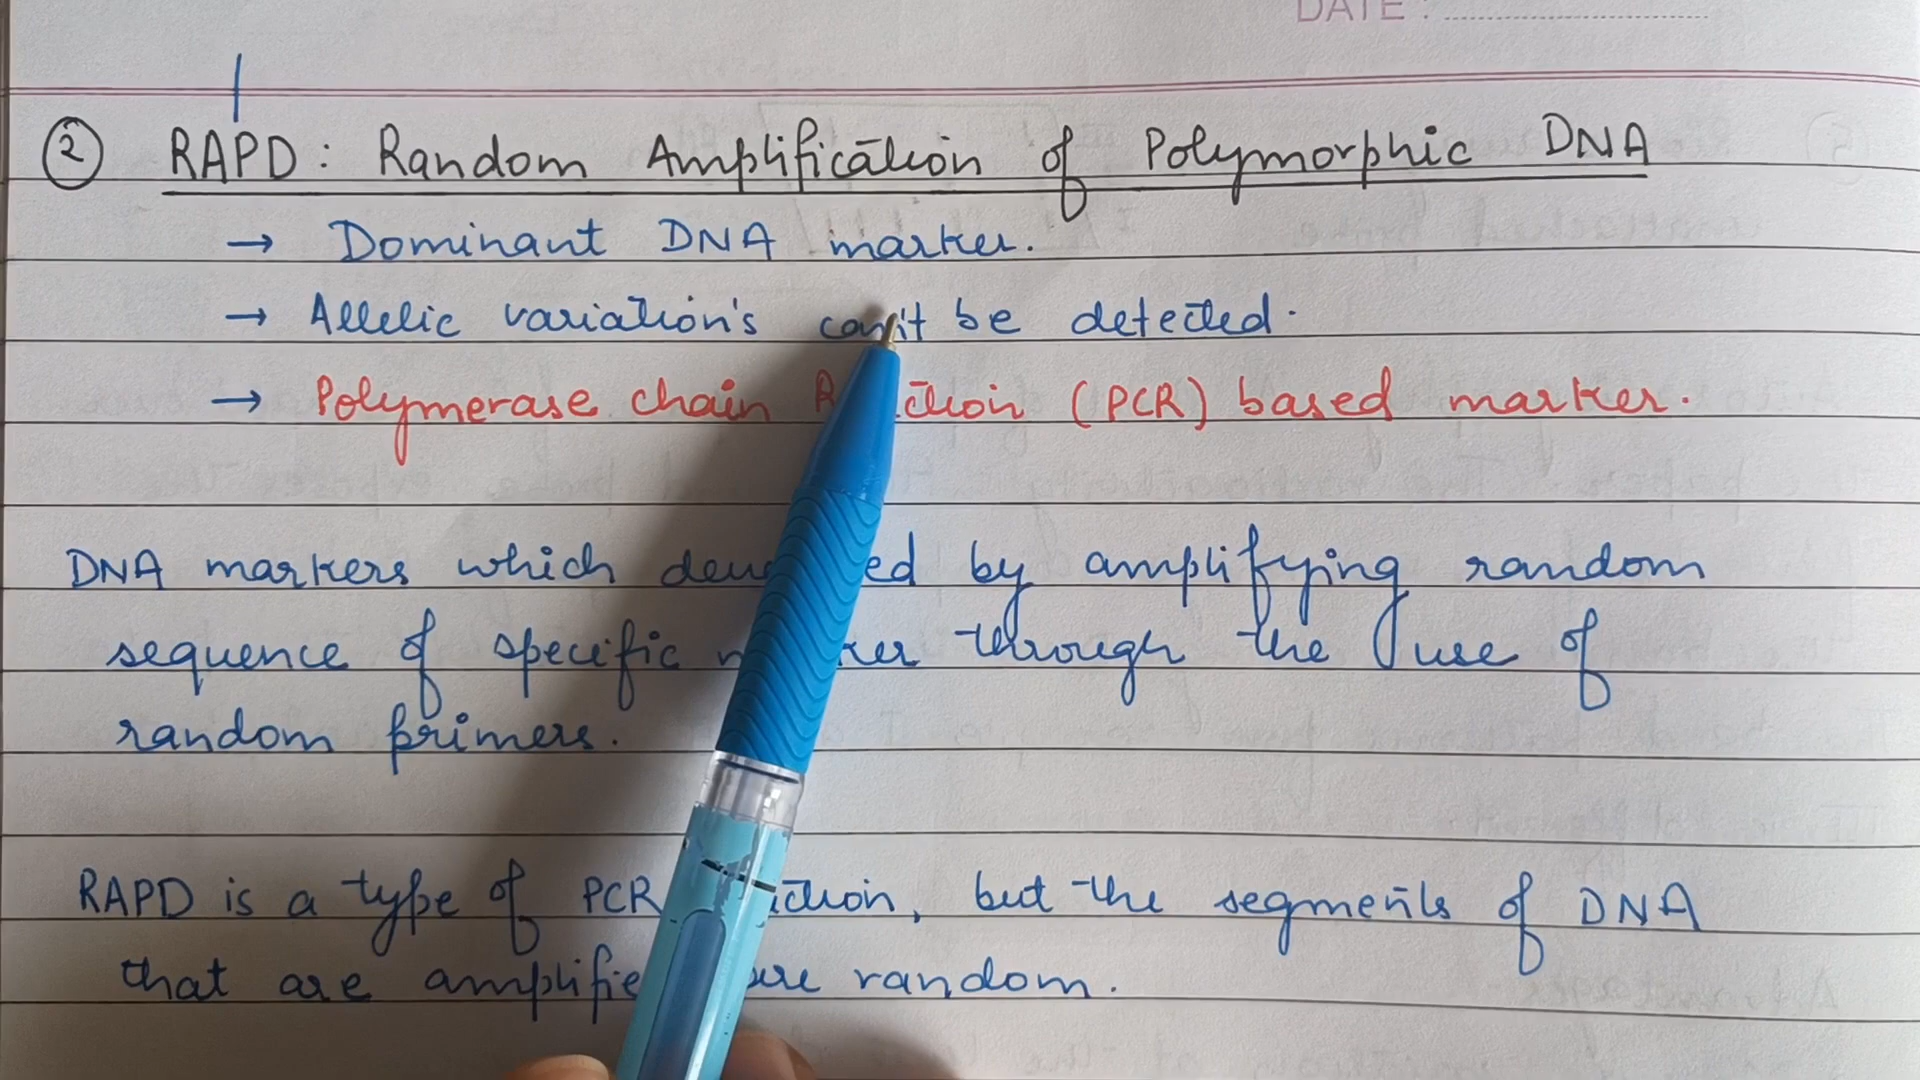 DATE :
② RAPD : Random Amplification of Polymorphic DNA
→ Dominant DNA marker.
→ Allelic variation's can't be detected.
→ Polymerase chain (PCR) based marker.
DNA markers which by amplifying random
sequence of specific through the use of
random primers.
RAPD is a type of PCR , but the segments of DNA
that are random.